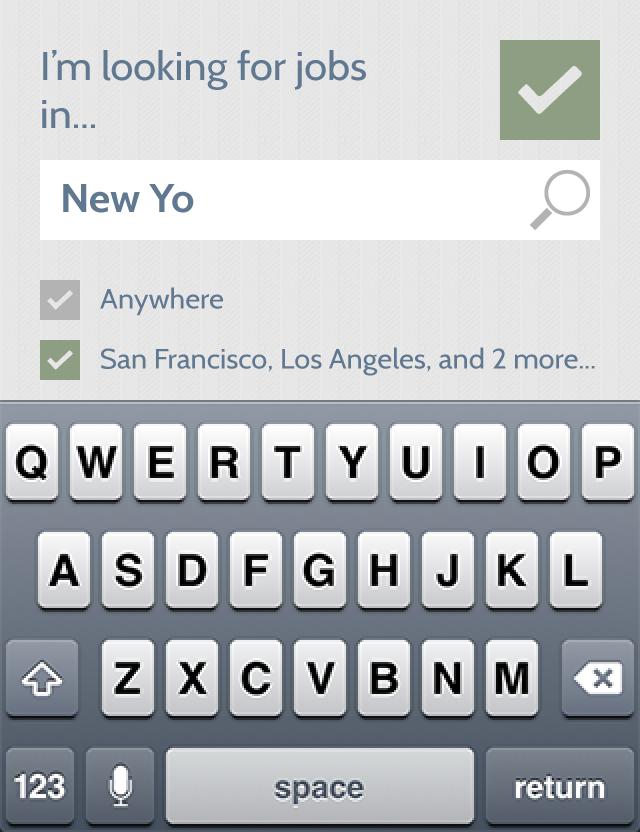 I'm looking for jobs
in...
New Yo
Anywhere
San Francisco, Los Angeles, and 2 more...
Q W E R T Y U I O P
A S D F G H J K L
Z X C V B N M
123 space return